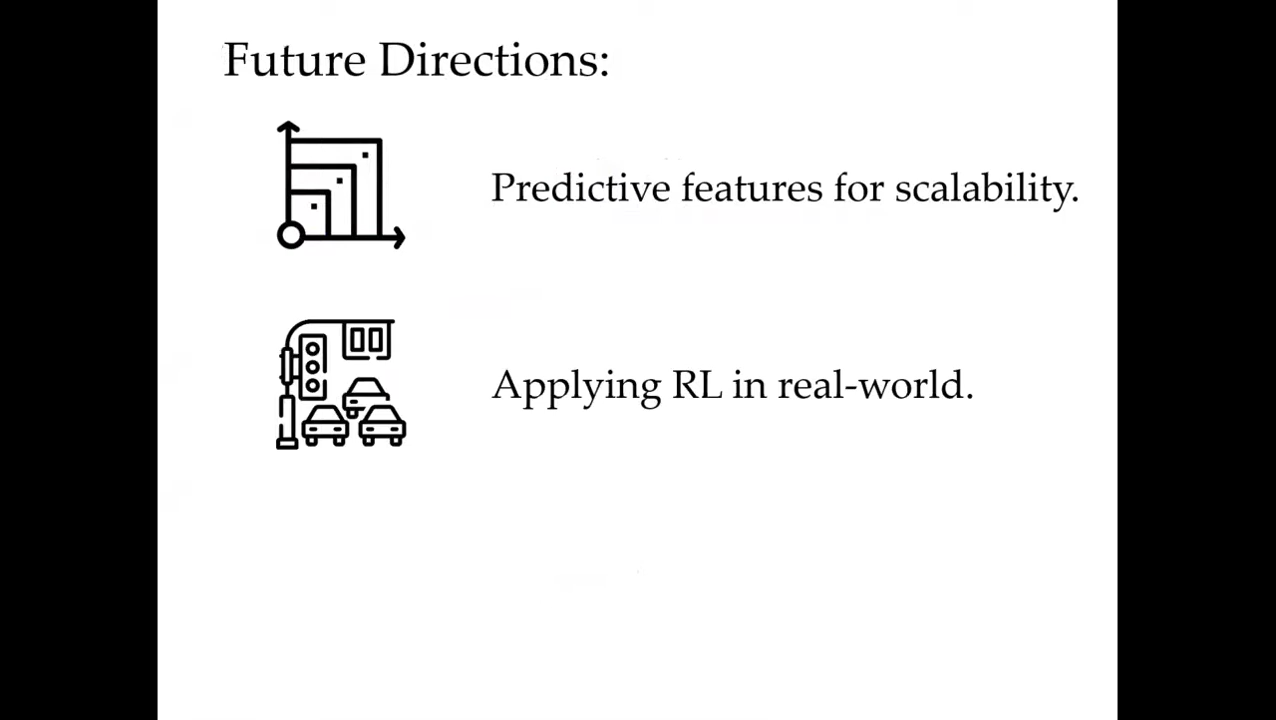 Future Directions:
Predictive features for scalability.
Applying RL in real-world.